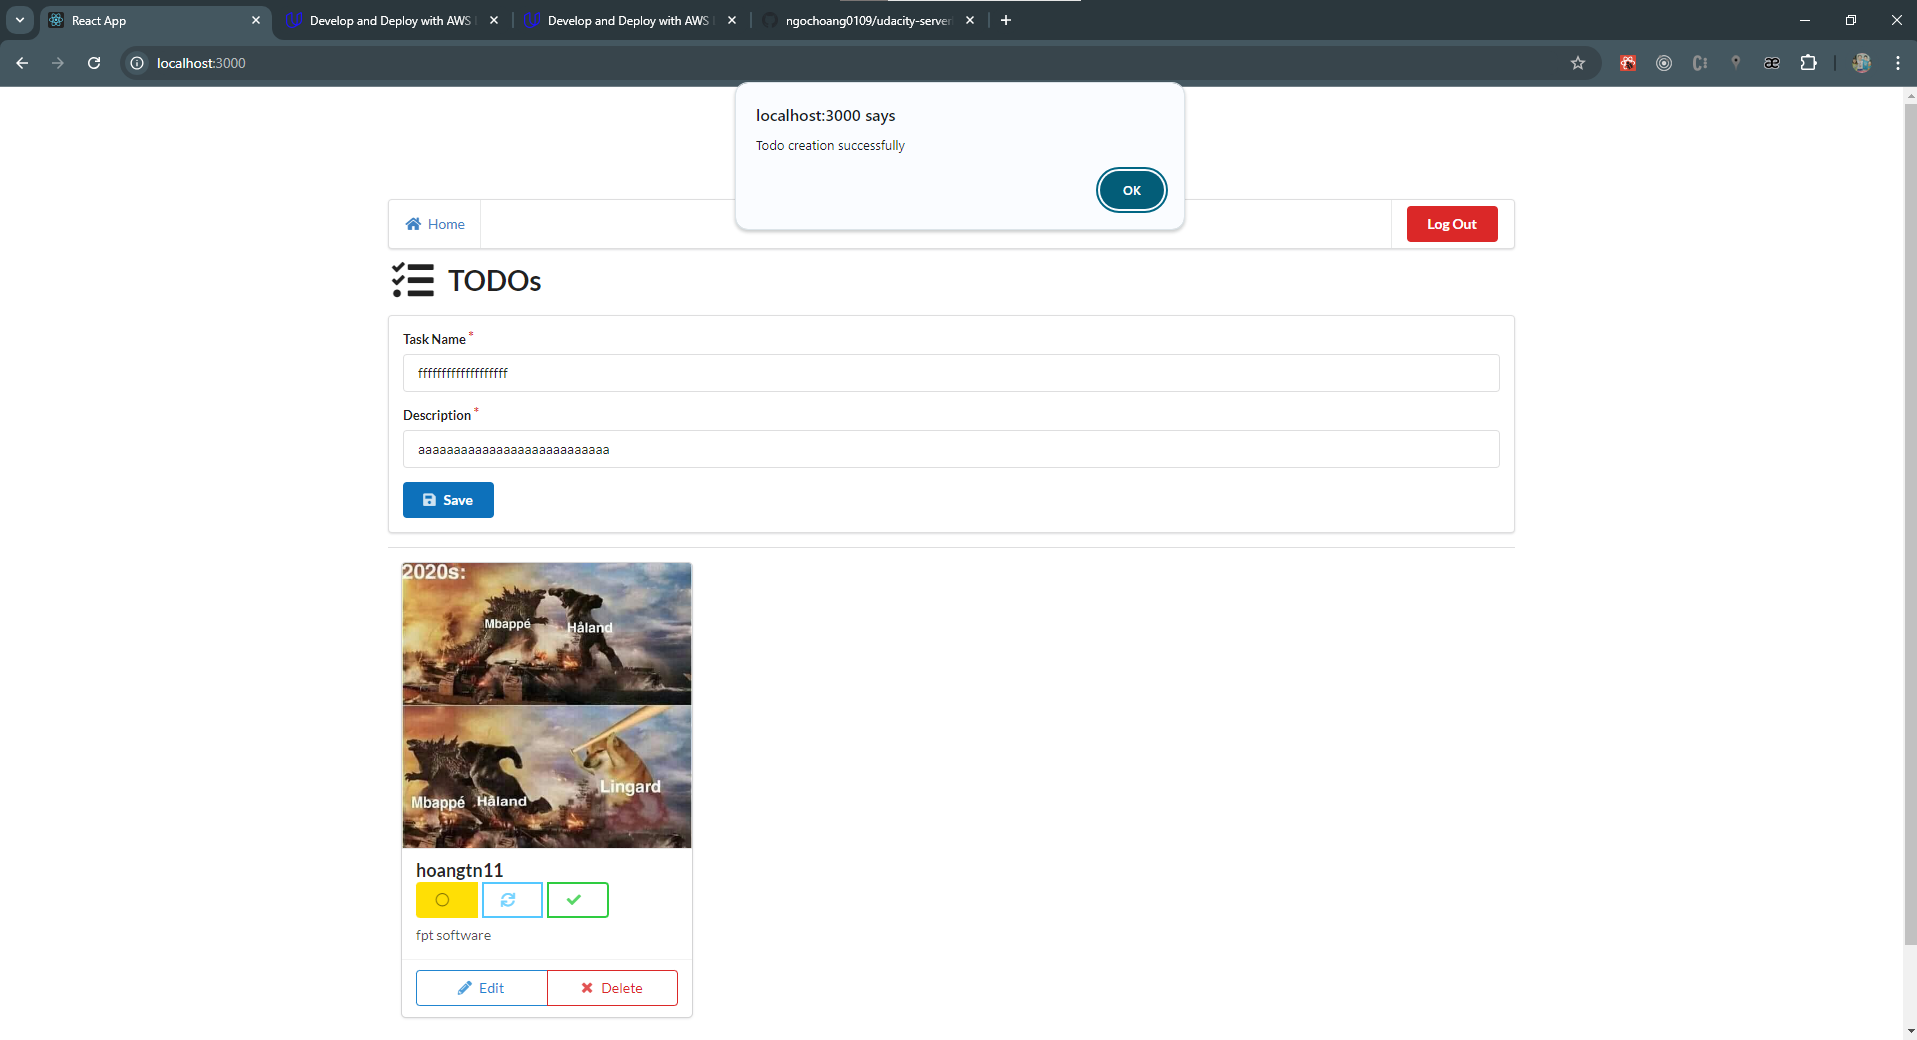 React App
Develop and Deploy with AWS
Develop and Deploy with AWS
ngochoang0109/udacity-server
localhost:3000
localhost:3000 says
Todo creation successfully
OK
Home
Log Out
TODOs
Task Name *
fffffffffffffffffff
Description *
aaaaaaaaaaaaaaaaaaaaaaaaaaa
Save
2020s:
Mbappé
Håland
Lingard
Mbappé Håland
hoangtn11
fpt software
Edit
Delete